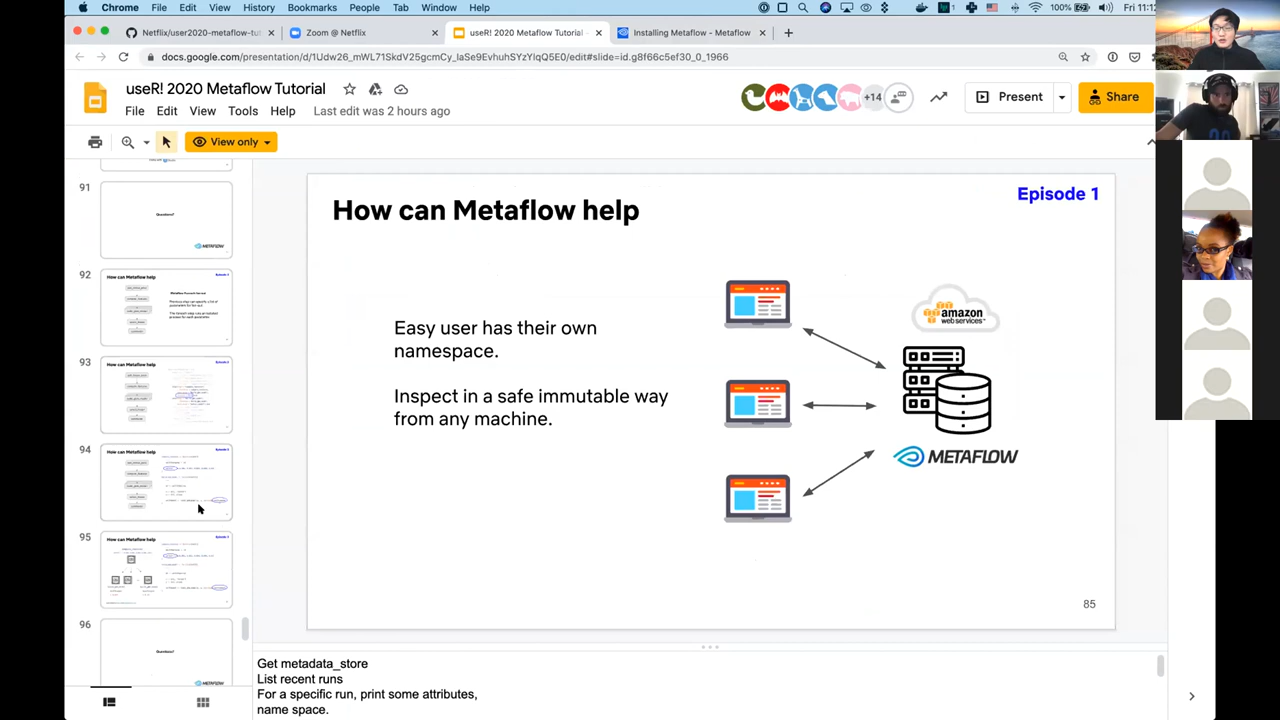 Chrome File Edit View History Bookmarks People Tab Window Help
100%
Fri 11:12
Netflix/user2020-metaflow-tut
Zoom @ Netflix
useR! 2020 Metaflow Tutorial -
Installing Metaflow - Metaflow
docs.google.com/presentation/d/1Udw26_mWL71SkdV25gcmCy_laSe9EvhuhSYzYiqQ5E0/edit#slide=id.g8f66c5ef30_0_1966
useR! 2020 Metaflow Tutorial
+14
Present
Share
File Edit View Tools Help
Last edit was 2 hours ago
View only
91
Questions?
METAFLOW
92
How can Metaflow help
93
How can Metaflow help
94
How can Metaflow help
95
How can Metaflow help
96
Questions?
METAFLOW
Episode 1
How can Metaflow help
Easy user has their own
namespace.
Inspect in a safe immutable way
from any machine.
amazon
web services™
METAFLOW
85
Get metadata_store
List recent runs
For a specific run, print some attributes,
name space.